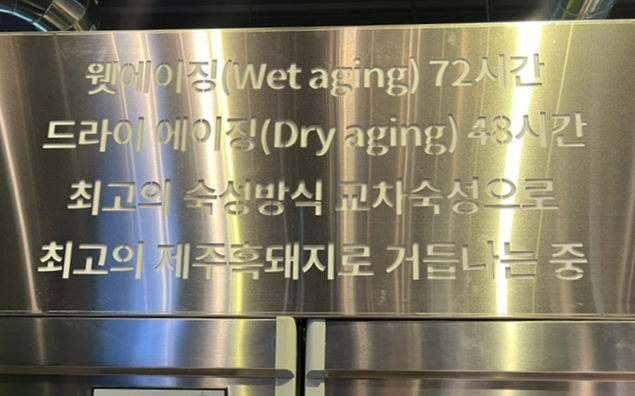 웻에이징(Wet aging) 72시간
드라이 에이징(Dry aging) 48시간
최고의 숙성방식 교차숙성으로
최고의 제주흑돼지로 거듭나는 중